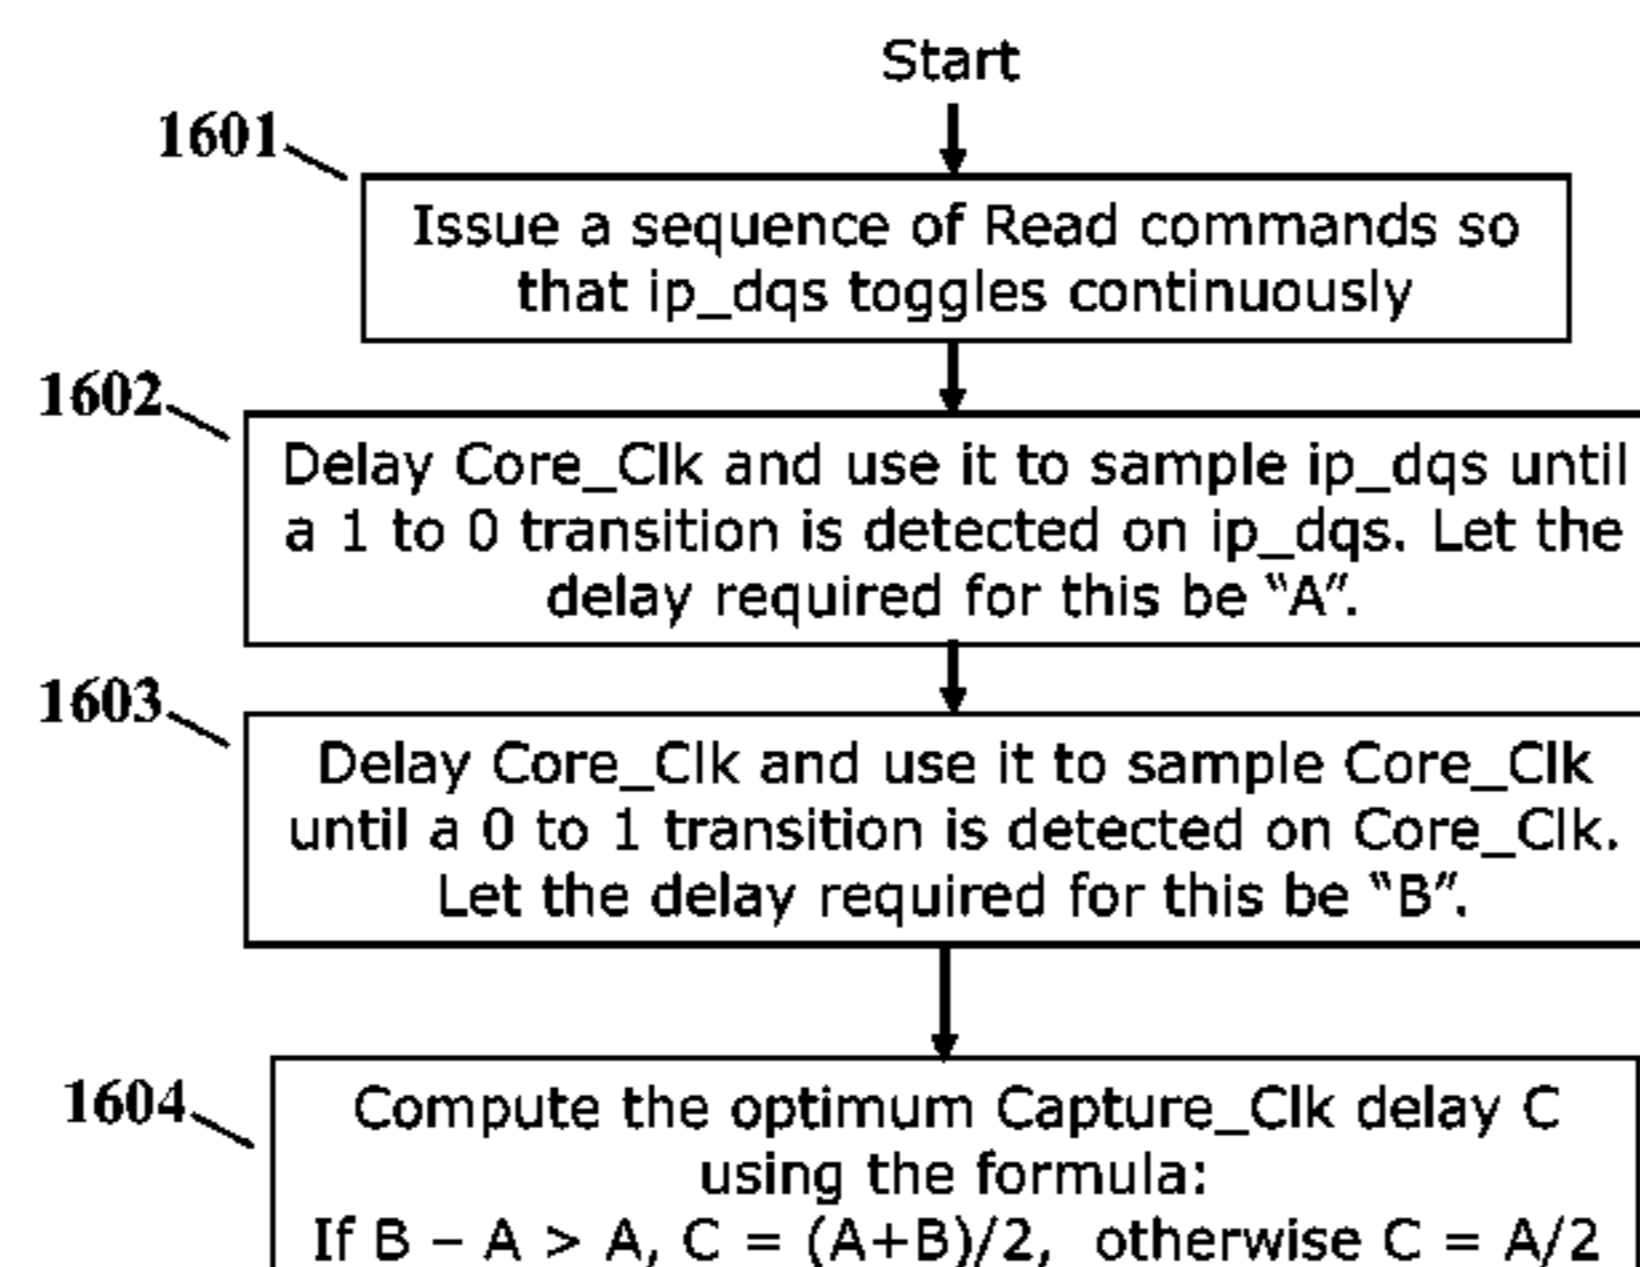 Start
1601
Issue a sequence of Read commands so
that ip_dqs toggles continuously
1602
Delay Core_Clk and use it to sample ip_dqs until
a 1 to 0 transition is detected on ip_dqs. Let the
delay required for this be “A”.
1603
Delay Core_Clk and use it to sample Core_Clk
until a 0 to 1 transition is detected on Core_Clk.
Let the delay required for this be “B”.
1604
Compute the optimum Capture_Clk delay C
using the formula:
If B – A > A, C = (A+B)/2, otherwise C = A/2